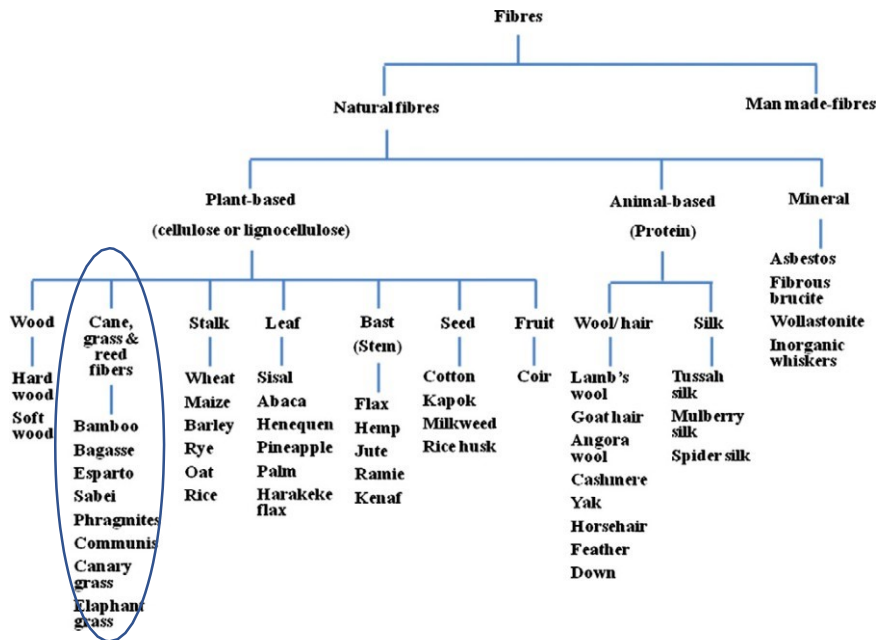 Fibres
Natural fibres
Man made-fibres
Plant-based
(cellulose or lignocellulose)
Animal-based
(Protein)
Mineral
Asbestos
Fibrous
brucite
Wollastonite
Inorganic
whiskers
Wood
Hard
wood
Soft
wood
Cane,
grass &
reed
fibers
Bamboo
Bagasse
Esparto
Sabei
Phragmites
Communis
Canary
grass
Elaphant
grass
Stalk
Wheat
Maize
Barley
Rye
Oat
Rice
Leaf
Sisal
Abaca
Henequen
Pineapple
Palm
Harakeke
flax
Bast
(Stem)
Flax
Hemp
Jute
Ramie
Kenaf
Seed
Cotton
Kapok
Milkweed
Rice husk
Fruit
Coir
Wool/ hair
Lamb's
wool
Goat hair
Angora
wool
Cashmere
Yak
Horsehair
Feather
Down
Silk
Tussah
silk
Mulberry
silk
Spider silk